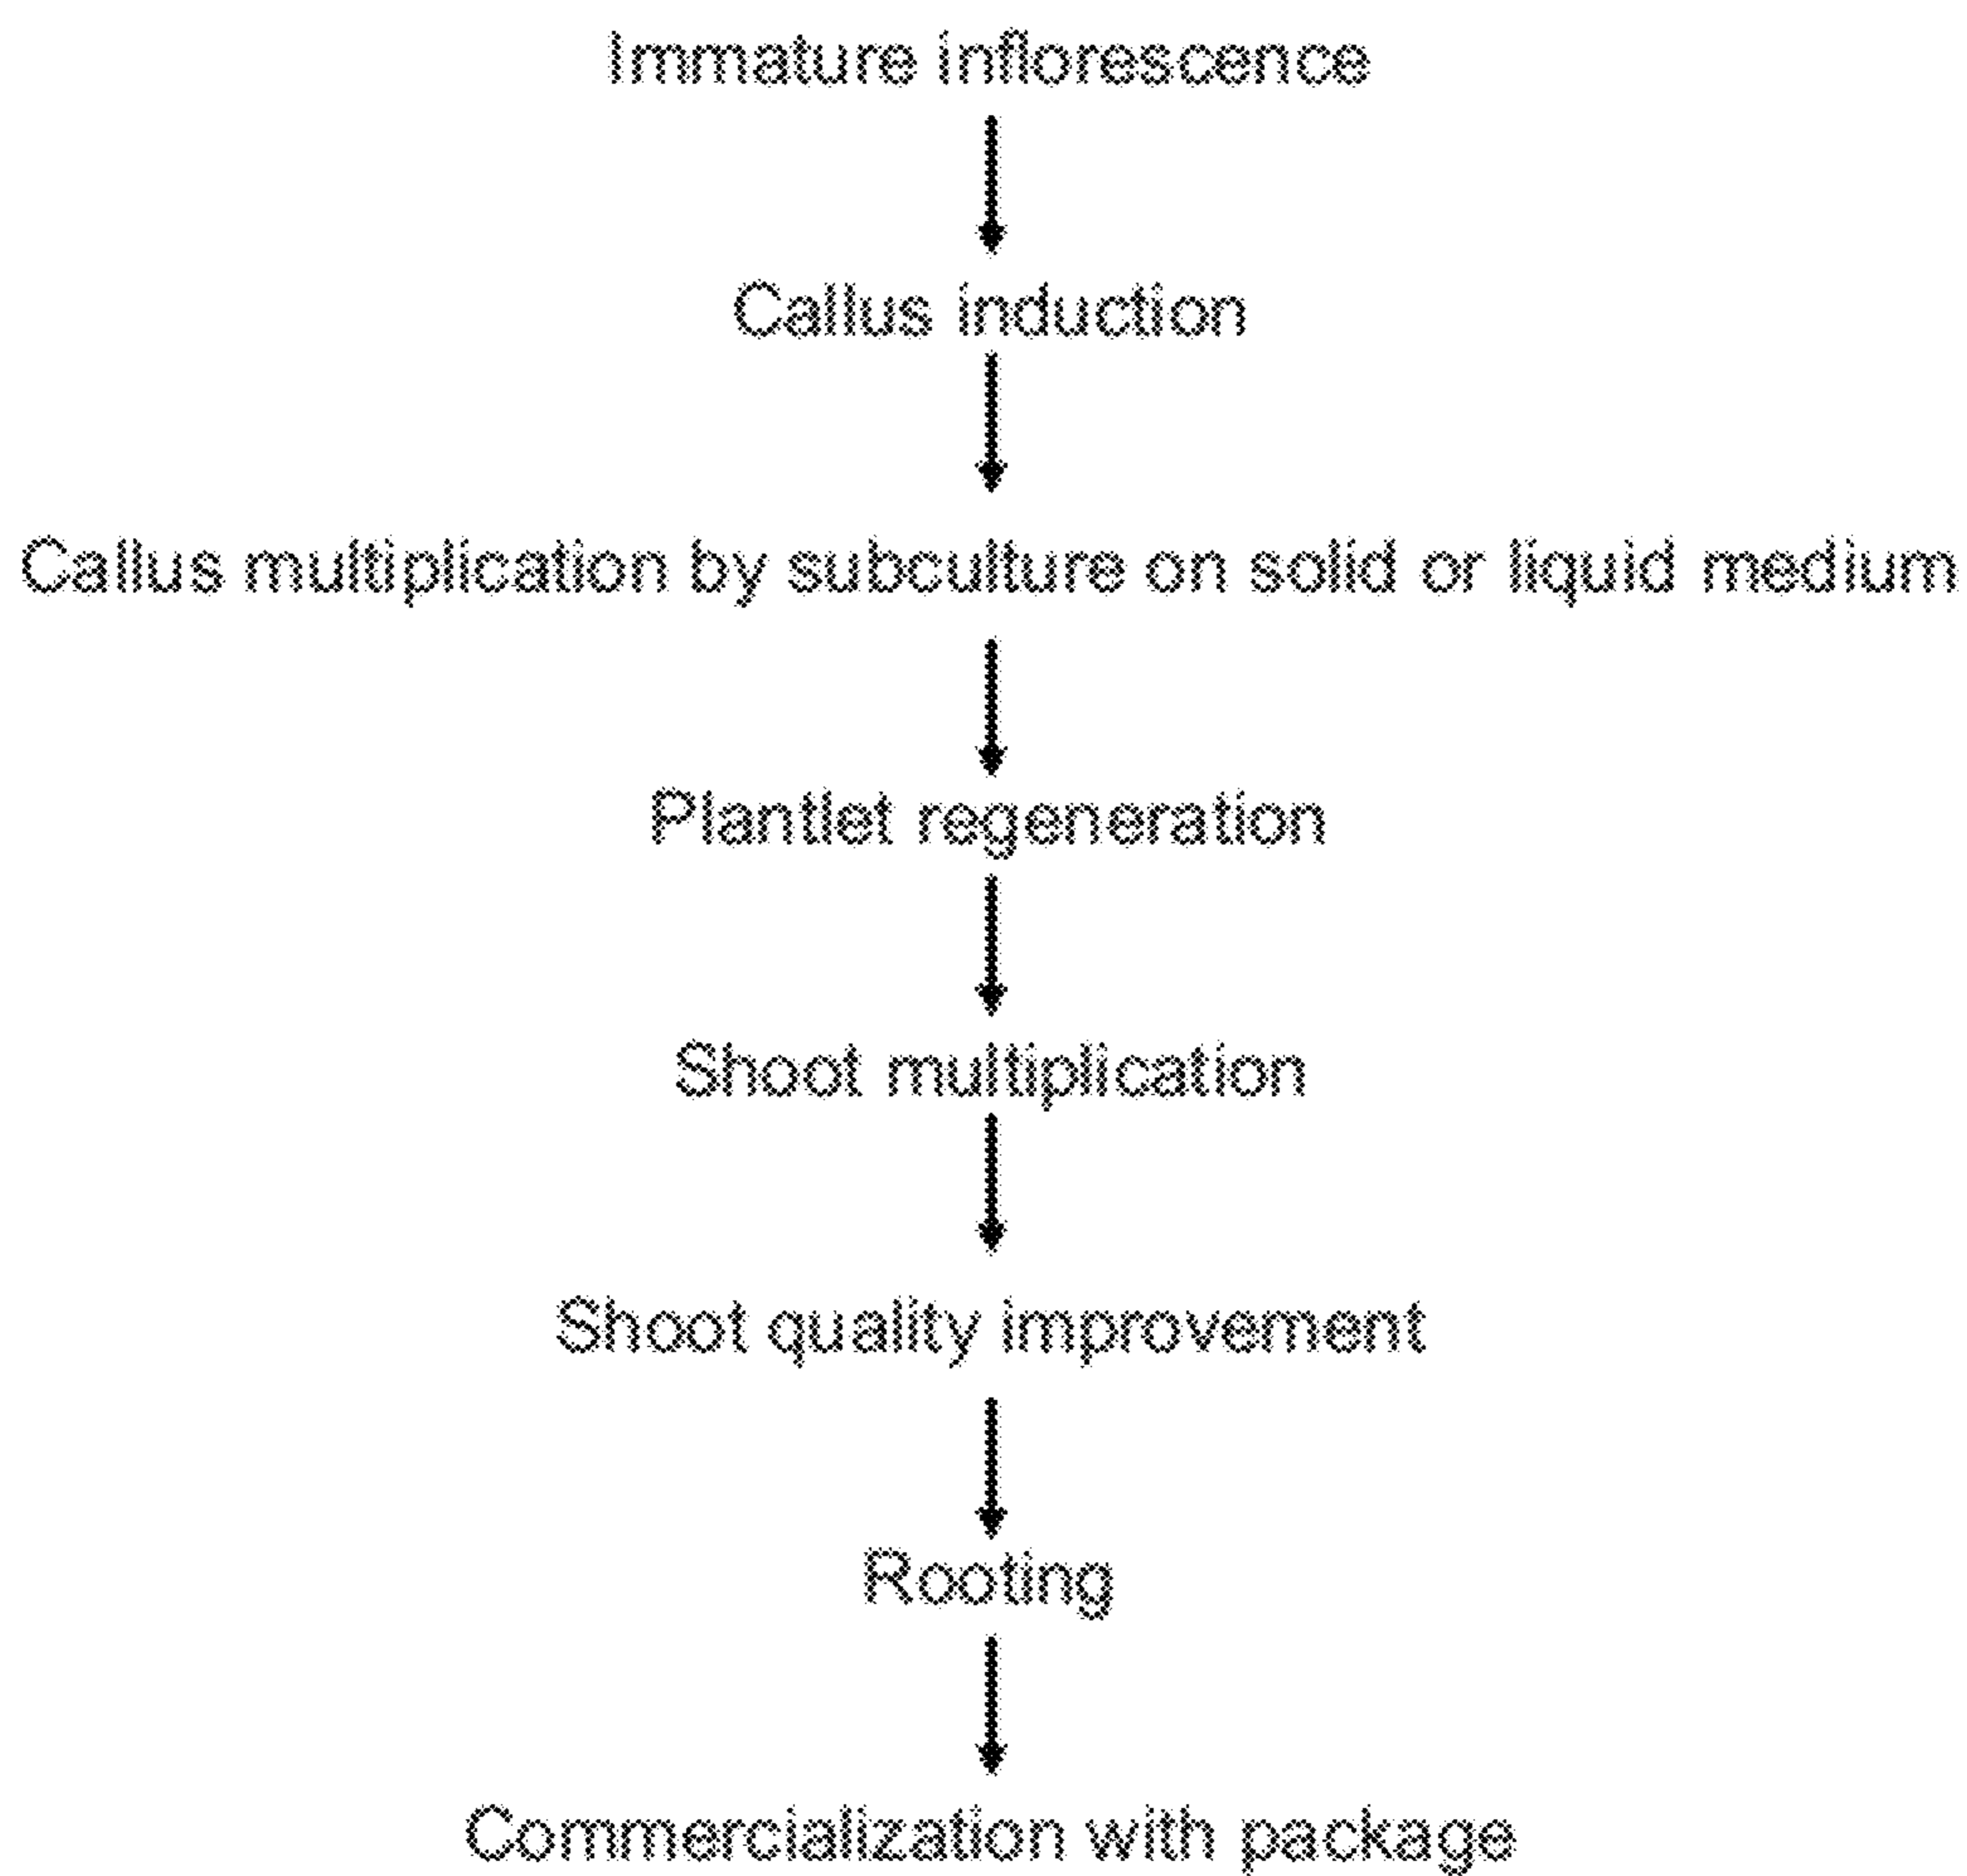 Immature inflorescence
Callus induction
Callus multiplication by subculture on solid or liquid medium
Plantlet regeneration
Shoot multiplication
Shoot quality improvement
Rooting
Commercialization with package